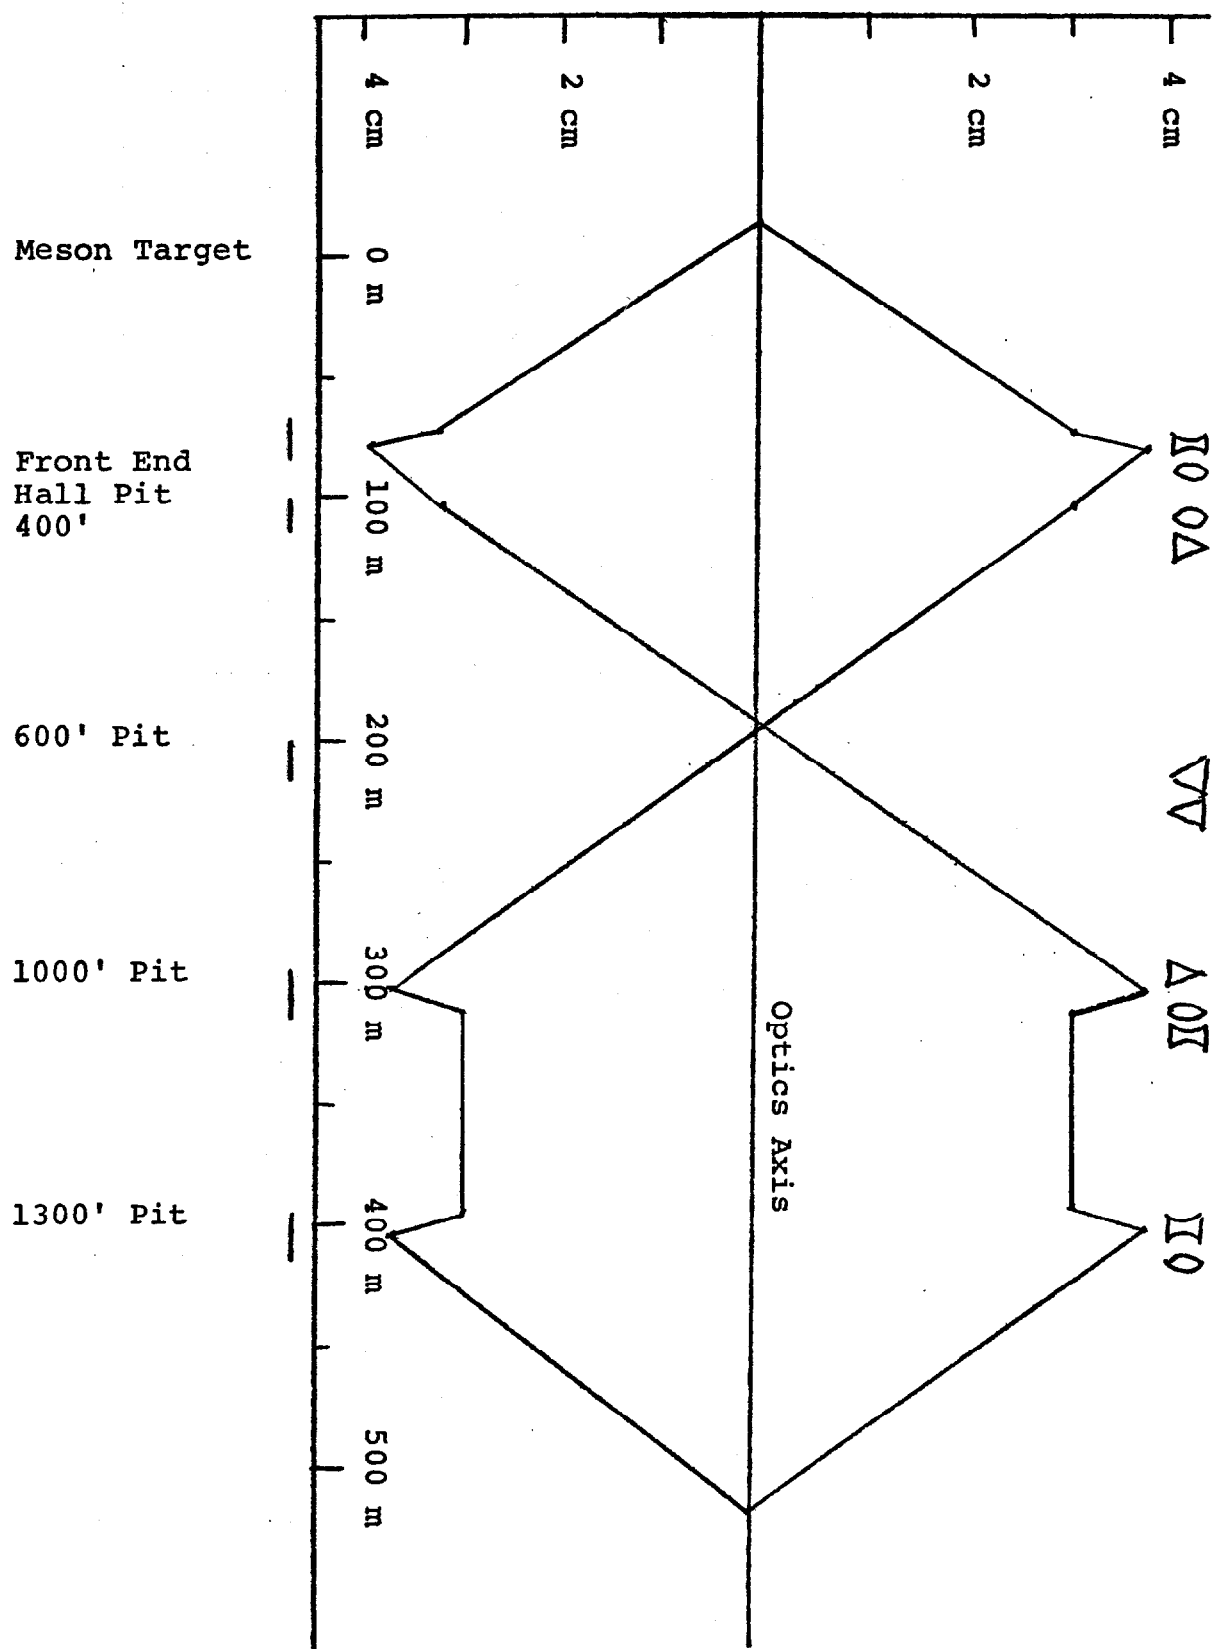 4 cm
2 cm
2 cm
4 cm
Meson Target
0 m
Front End
Hall Pit
400'
100 m
600' Pit
200 m
1000' Pit
300 m
Optics Axis
1300' Pit
400 m
500 m